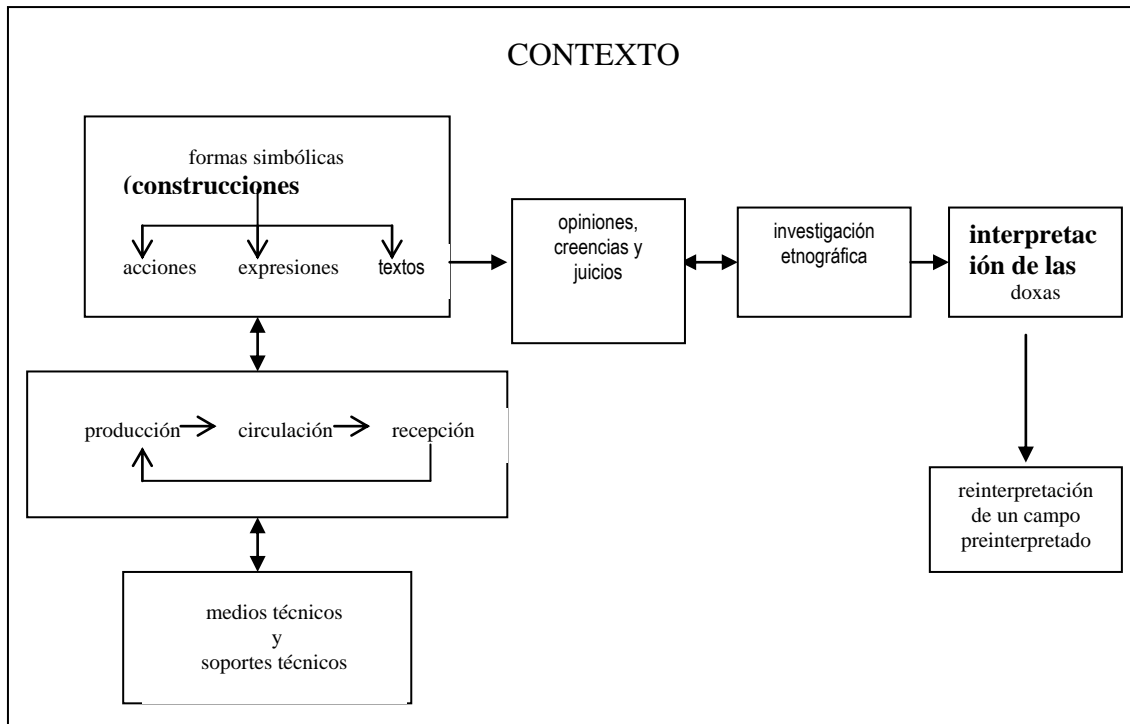 CONTEXTO
formas simbólicas
(construcciones
acciones expresiones textos
opiniones,
creencias y
juicios
investigación
etnográfica
interpretac
ión de las
doxas
producción circulación recepción
reinterpretación
de un campo
preinterpretado
medios técnicos
y
soportes técnicos